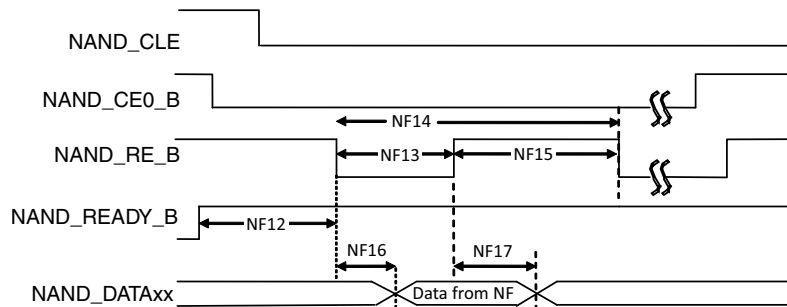 NAND_CLE
NAND_CE0_B
NF14
NAND_RE_B
NF13
NF15
NAND_READY_B
NF12
NF16
NF17
NAND_DATAxx
Data from NF